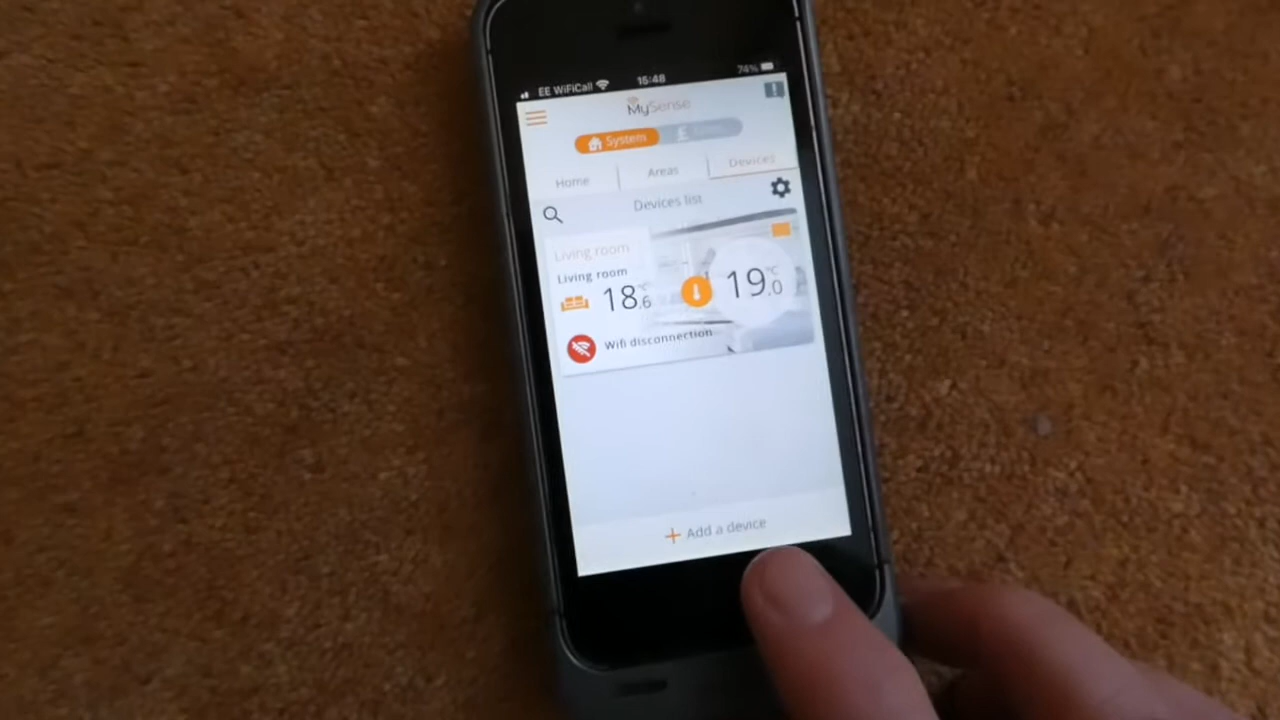 EE WiFiCall 15:48 74%
MySense
System
Home Areas Devices
Devices list
Living room
Living room
18.6 °C 19.0 °C
Wifi disconnection
+ Add a device